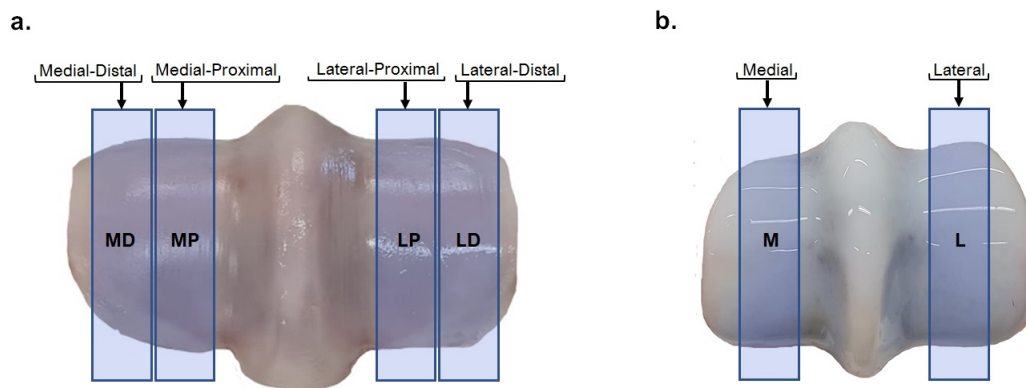 a.
Medial-Distal Medial-Proximal Lateral-Proximal Lateral-Distal
MD MP LP LD
b.
Medial Lateral
M L